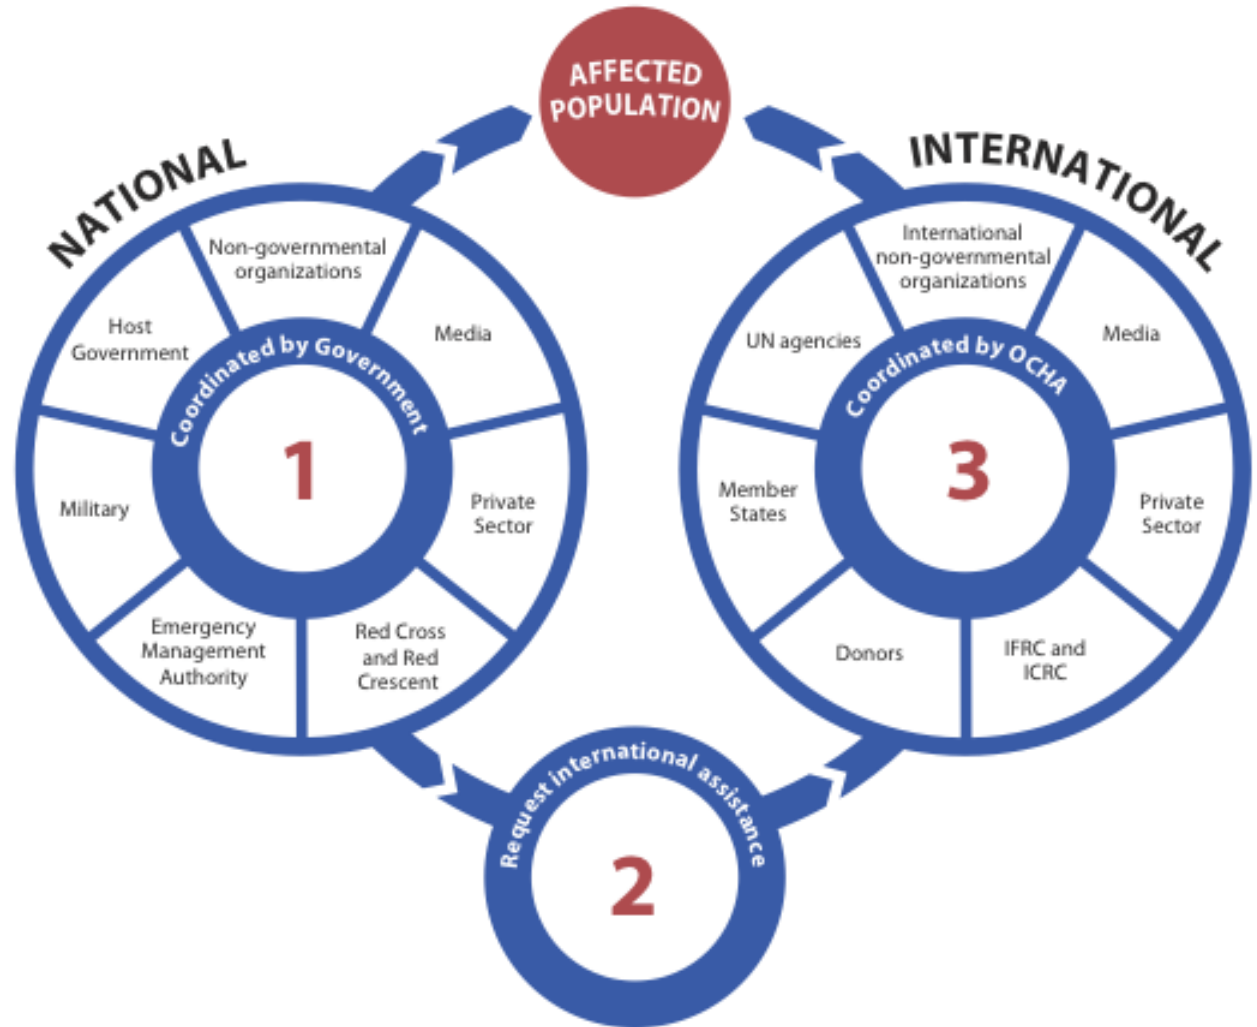 AFFECTED
POPULATION
NATIONAL
Non-governmental
organizations
Media
Private
Sector
Red Cross
and Red
Crescent
Emergency
Management
Authority
Military
Host
Government
Coordinated by Government
1
Request international assistance
2
INTERNATIONAL
International
non-governmental
organizations
Media
Private
Sector
IFRC and
ICRC
Donors
Member
States
UN agencies
Coordinated by OCHA
3